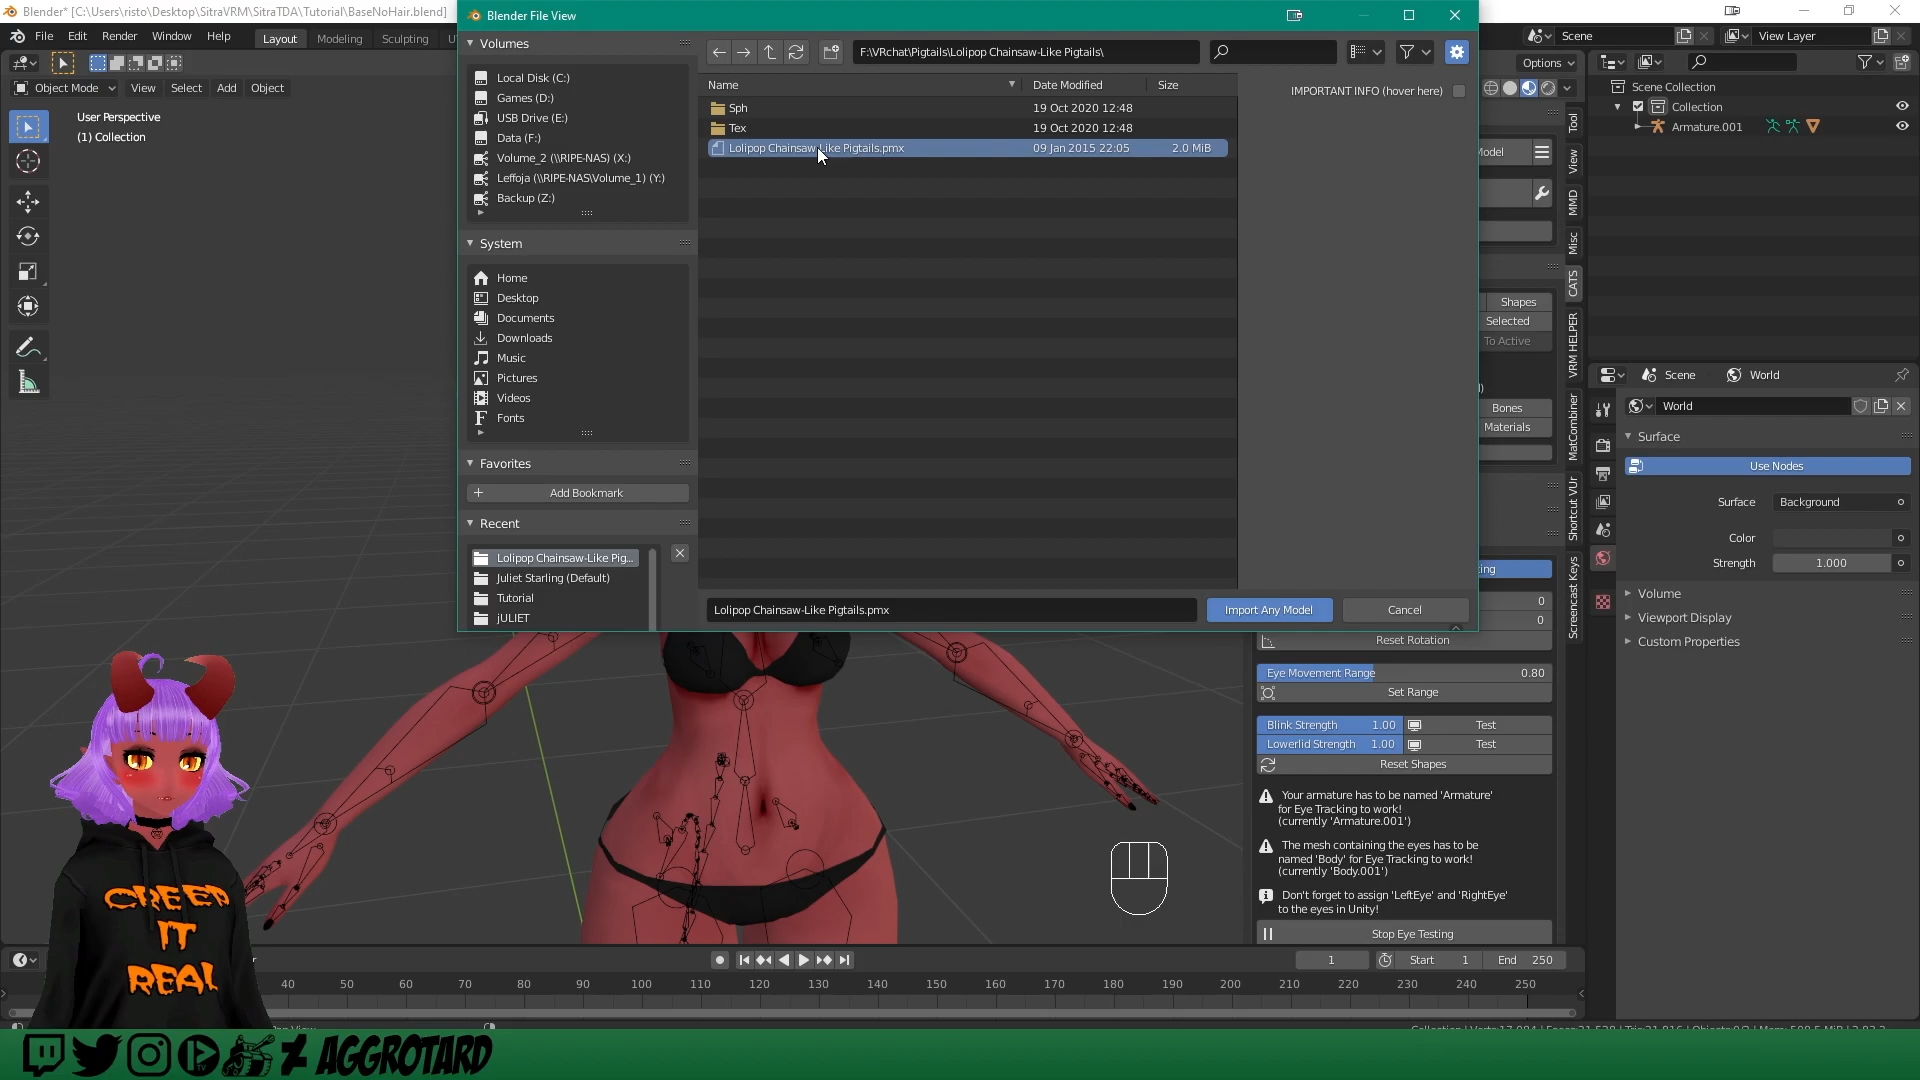 Blender* [C:\Users\risto\Desktop\SitraVRM\SitraTDA\Tutorial\BaseNoHair.blend]
File Edit Render Window Help
Layout Modeling Sculpting
Scene
View Layer
Object Mode View Select Add Object
Options
User Perspective
(1) Collection
Blender File View
Volumes
Local Disk (C:)
Games (D:)
USB Drive (E:)
Data (F:)
Volume_2 (\\RIPE-NAS) (X:)
Leffoja (\\RIPE-NAS\Volume_1) (Y:)
Backup (Z:)
System
Home
Desktop
Documents
Downloads
Music
Pictures
Videos
Fonts
Favorites
Add Bookmark
Recent
Lolipop Chainsaw-Like Pig...
Juliet Starling (Default)
Tutorial
jULIET
F:\VRchat\Pigtails\Lolipop Chainsaw-Like Pigtails\
Name Date Modified Size
Sph 19 Oct 2020 12:48
Tex 19 Oct 2020 12:48
Lolipop Chainsaw-Like Pigtails.pmx 09 Jan 2015 22:05 2.0 MiB
IMPORTANT INFO (hover here)
Lolipop Chainsaw-Like Pigtails.pmx
Import Any Model
Cancel
Shapes
Selected
To Active
Bones
Materials
Tool
View
MMD
Misc
CATS
VRM HELPER
MatCombiner
Shortcut VUr
Screencast Keys
0
0
Reset Rotation
Eye Movement Range 0.80
Set Range
Blink Strength 1.00 Test
Lowerlid Strength 1.00 Test
Reset Shapes
Your armature has to be named 'Armature'
for Eye Tracking to work!
(currently 'Armature.001')
The mesh containing the eyes has to be
named 'Body' for Eye Tracking to work!
(currently 'Body.001')
Don't forget to assign 'LeftEye' and 'RightEye'
to the eyes in Unity!
Stop Eye Testing
Scene Collection
Collection
Armature.001
Scene World
World
Surface
Use Nodes
Surface Background
Color
Strength 1.000
Volume
Viewport Display
Custom Properties
1 Start 1 End 250
40 50 60 70 80 90 100 110 120 130 140 150 160 170 180 190 200 210 220 230 240 250
CREEP
IT
REAL
AGGROTARD